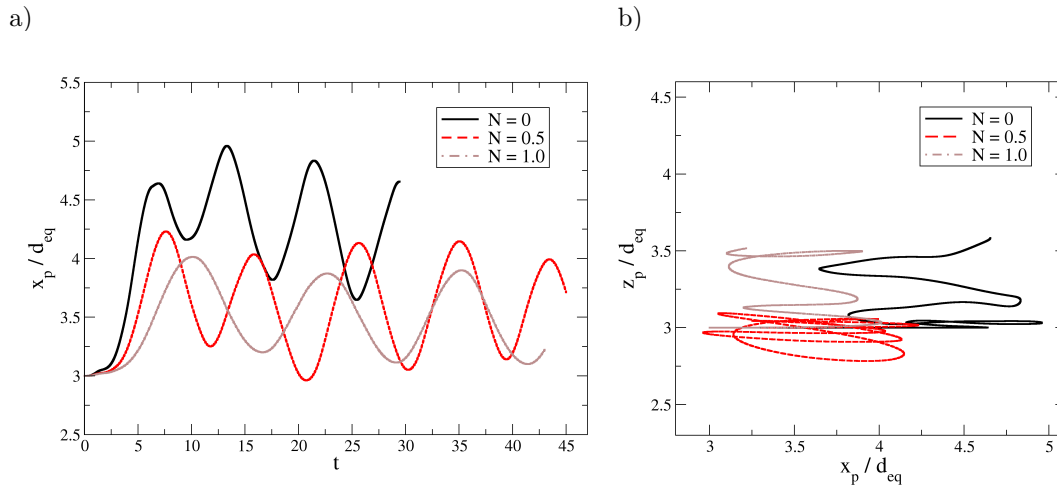 a)
b)
5.5
5
4.5
4
3.5
3
2.5
x_p / d_eq
0 5 10 15 20 25 30 35 40 45
t
N = 0
N = 0.5
N = 1.0
4.5
4
3.5
3
2.5
z_p / d_eq
3 3.5 4 4.5 5
x_p / d_eq
N = 0
N = 0.5
N = 1.0